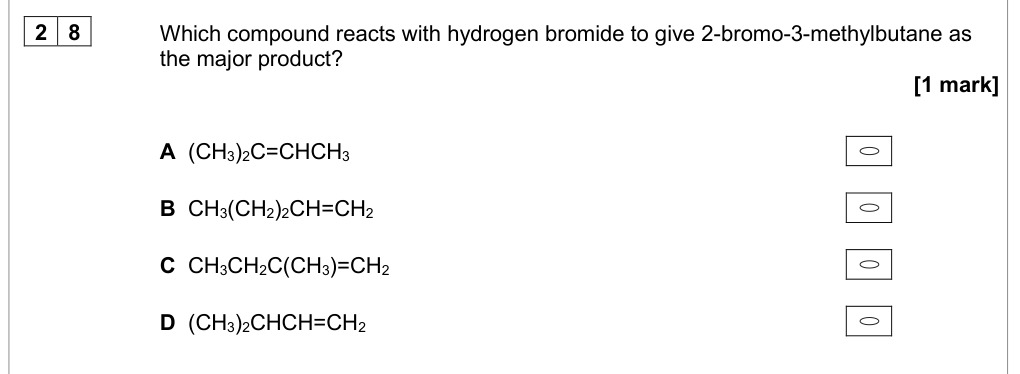 2 8 Which compound reacts with hydrogen bromide to give 2-bromo-3-methylbutane as
the major product?
[1 mark]
A (CH₃)₂C=CHCH₃
B CH₃(CH₂)₂CH=CH₂
C CH₃CH₂C(CH₃)=CH₂
D (CH₃)₂CHCH=CH₂